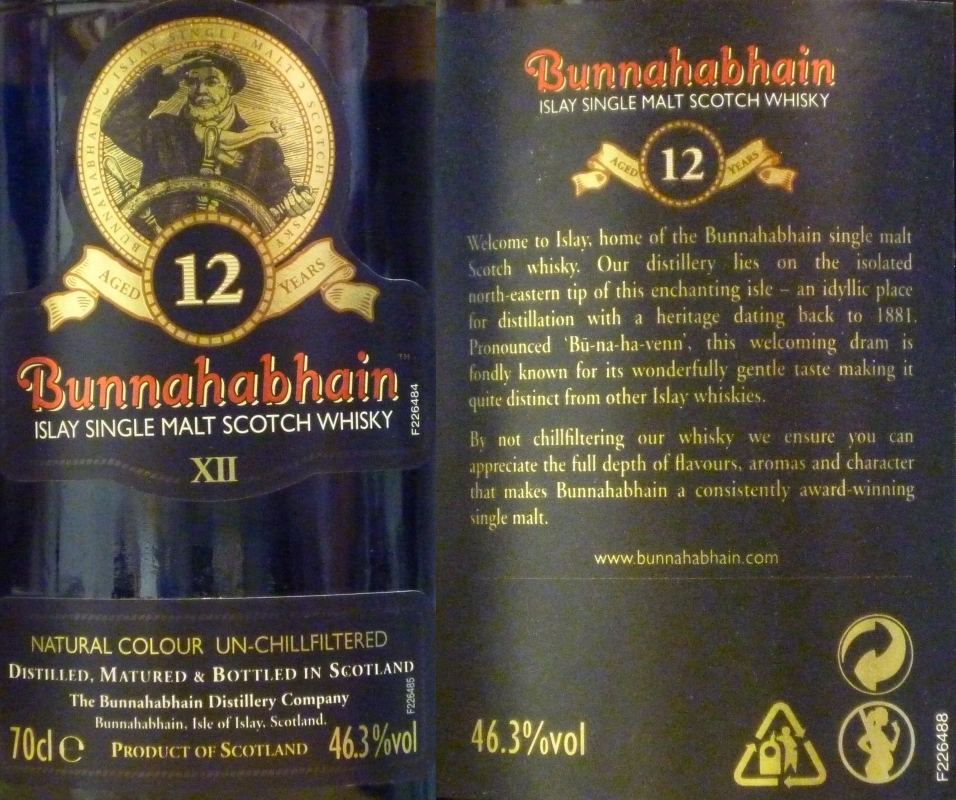 BUNNAHABHAIN ISLAY SINGLE MALT SCOTCH WHISKY
AGED 12 YEARS
Bunnahabhain™
ISLAY SINGLE MALT SCOTCH WHISKY
F226484
XII
NATURAL COLOUR UN-CHILLFILTERED
DISTILLED, MATURED & BOTTLED IN SCOTLAND
The Bunnahabhain Distillery Company
Bunnahabhain, Isle of Islay, Scotland.
F226485
70cl e PRODUCT OF SCOTLAND 46.3%vol
Bunnahabhain
ISLAY SINGLE MALT SCOTCH WHISKY
AGED 12 YEARS
Welcome to Islay, home of the Bunnahabhain single malt
Scotch whisky. Our distillery lies on the isolated
north-eastern tip of this enchanting isle – an idyllic place
for distillation with a heritage dating back to 1881.
Pronounced ‘Bū-na-ha-venn’, this welcoming dram is
fondly known for its wonderfully gentle taste making it
quite distinct from other Islay whiskies.
By not chillfiltering our whisky we ensure you can
appreciate the full depth of flavours, aromas and character
that makes Bunnahabhain a consistently award-winning
single malt.
www.bunnahabhain.com
46.3%vol
F226488